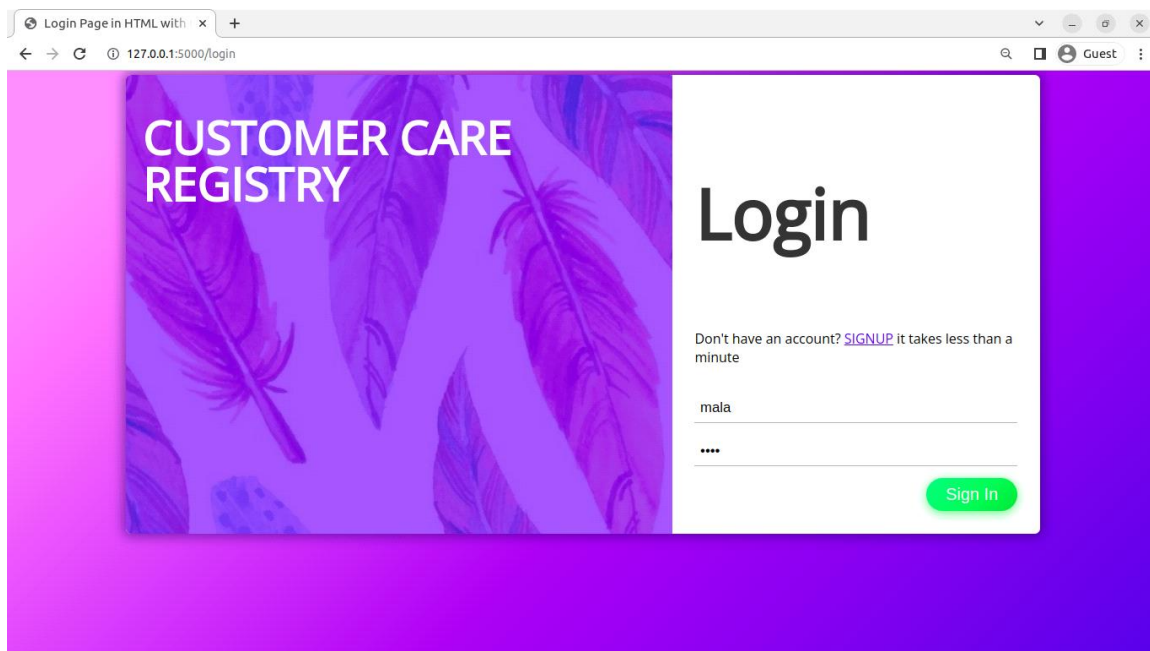 Login Page in HTML with
127.0.0.1:5000/login
Guest
CUSTOMER CARE
REGISTRY
Login
Don't have an account? SIGNUP it takes less than a
minute
mala
••••
Sign In